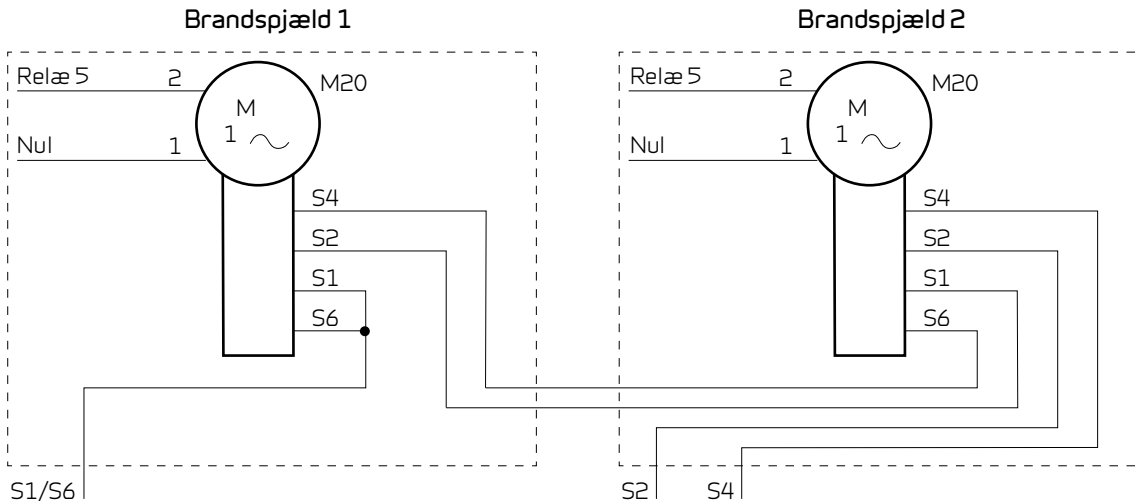 Brandspjæld 1
Relæ 5
2
M20
M
1
Nul
1
S4
S2
S1
S6
S1/S6
Brandspjæld 2
Relæ 5
2
M20
M
1
Nul
1
S4
S2
S1
S6
S2
S4